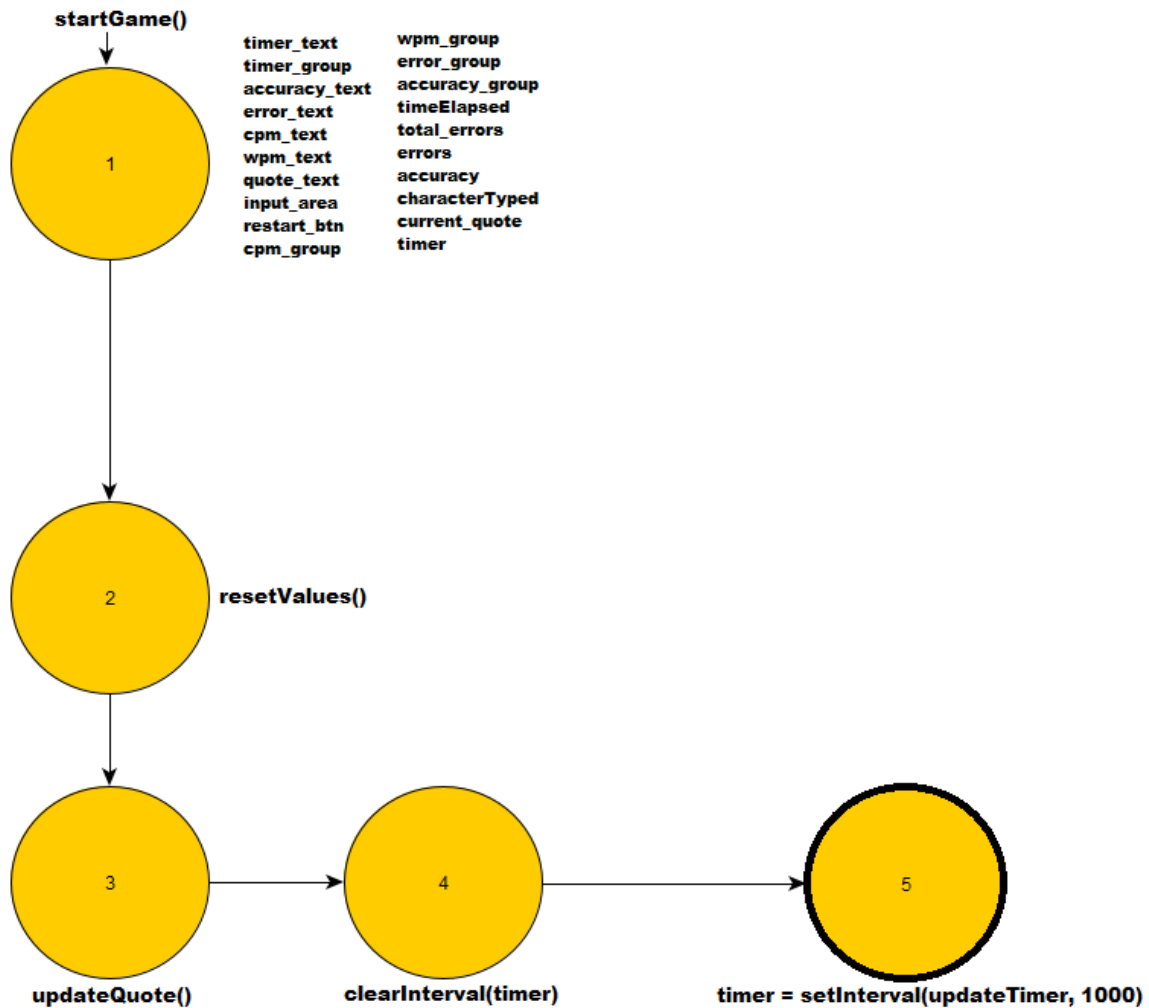 startGame()
timer_text
timer_group
accuracy_text
error_text
cpm_text
wpm_text
quote_text
input_area
restart_btn
cpm_group
wpm_group
error_group
accuracy_group
timeElapsed
total_errors
errors
accuracy
characterTyped
current_quote
timer
1
2
resetValues()
3
4
5
updateQuote()
clearInterval(timer)
timer = setInterval(updateTimer, 1000)